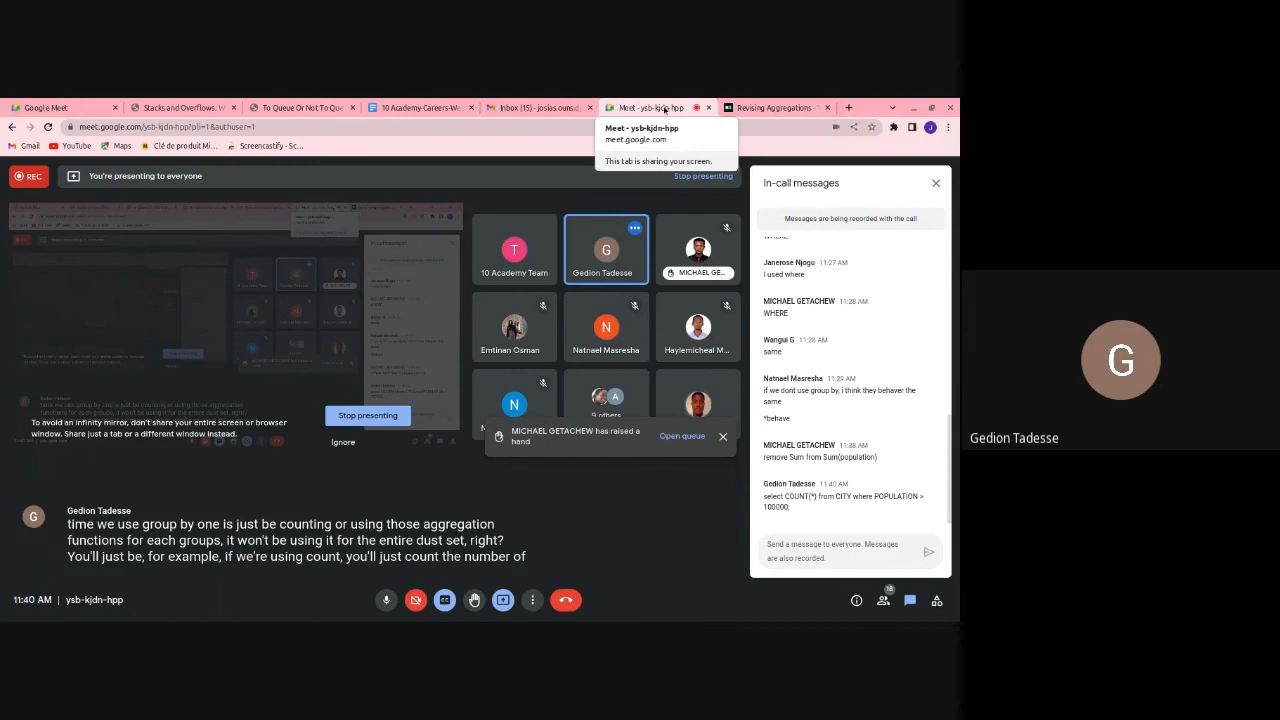 Google Meet
Stacks and Overflows. W
To Queue Or Not To Que
10 Academy Careers-We
Inbox (15) - josias.ouns.d
Meet - ysb-kjdn-hpp
Revising Aggregations - 
meet.google.com/ysb-kjdn-hpp?pli=1&authuser=1
Meet - ysb-kjdn-hpp
meet.google.com
This tab is sharing your screen.
Gmail
YouTube
Maps
Clé de produit Mi...
Screencastify - Sc...
REC
You're presenting to everyone
Stop presenting
In-call messages
Messages are being recorded with the call
Janerose Njogu 11:27 AM
I used where
MICHAEL GETACHEW 11:28 AM
WHERE
Wangui G 11:28 AM
same
Natnael Masresha 11:29 AM
if we dont use group by, i think they behaver the
same
*behave
MICHAEL GETACHEW 11:38 AM
remove Sum from Sum(population)
Gedion Tadesse 11:40 AM
select COUNT(*) from CITY where POPULATION >
100000;
Send a message to everyone. Messages
are also recorded.
T
10 Academy Team
G
Gedion Tadesse
MICHAEL GE...
Emtinan Osman
N
Natnael Masresha
Haylemicheal M...
N
A
9 others
MICHAEL GETACHEW has raised a
hand
Open queue
To avoid an infinity mirror, don't share your entire screen or browser
window. Share just a tab or a different window instead.
Stop presenting
Ignore
G
Gedion Tadesse
time we use group by one is just be counting or using those aggregation
functions for each groups, it won't be using it for the entire dust set, right?
You'll just be, for example, if we're using count, you'll just count the number of
11:40 AM | ysb-kjdn-hpp
18
J
G
Gedion Tadesse